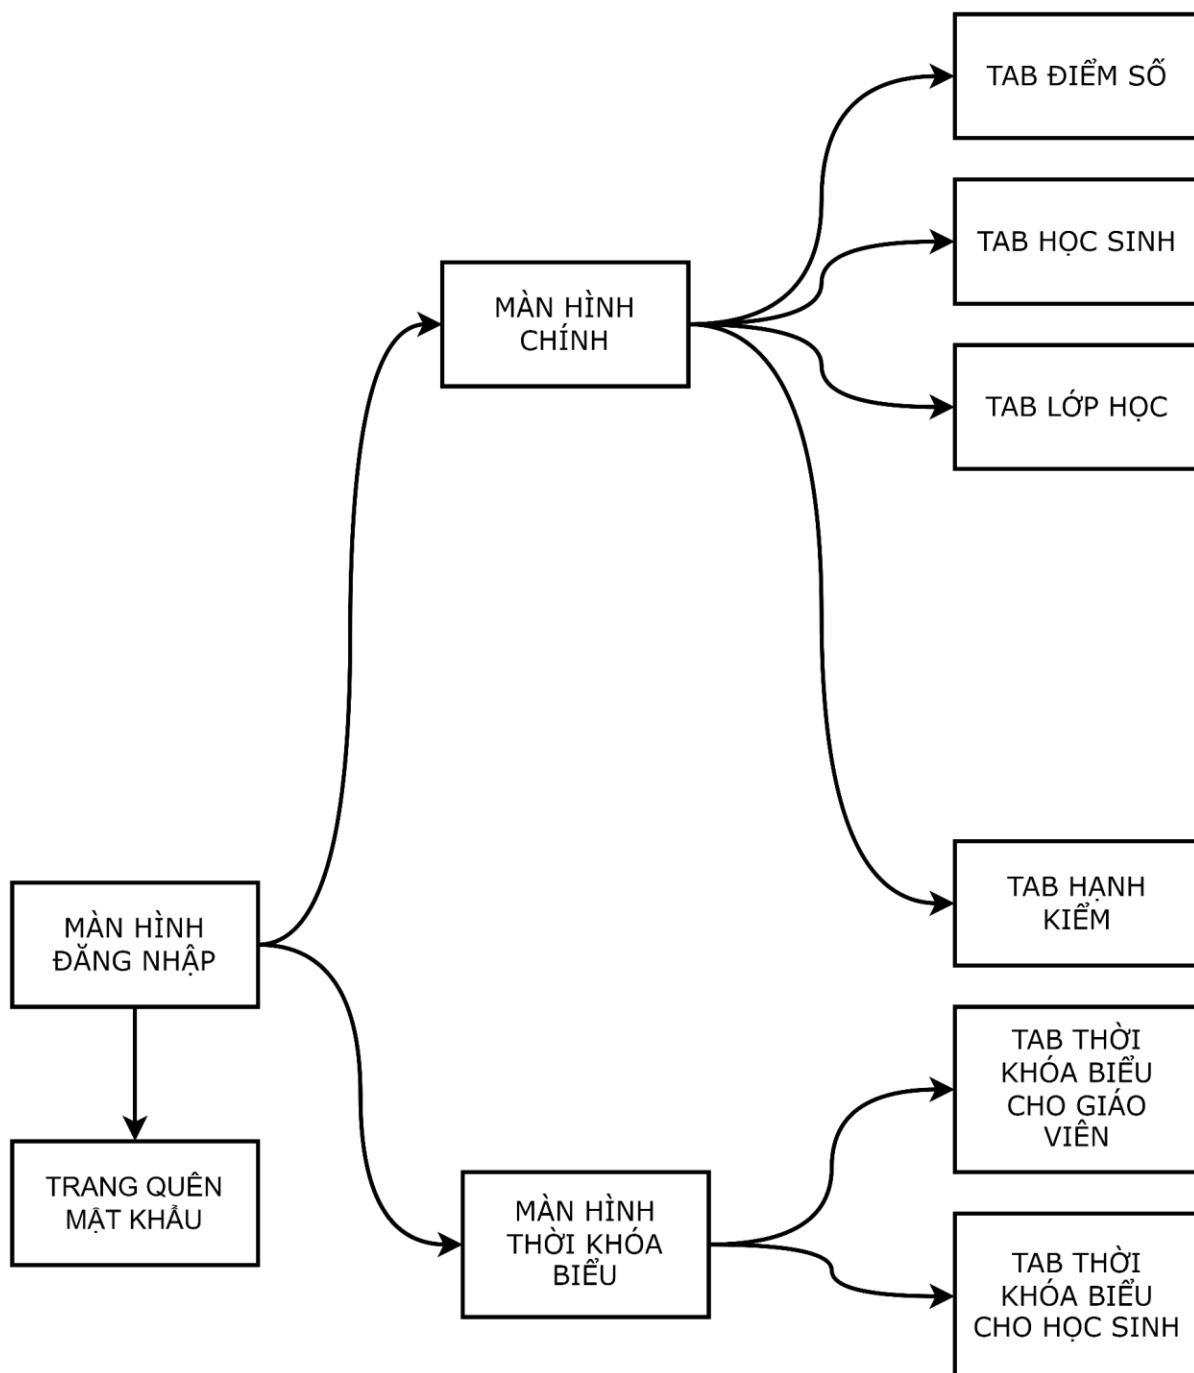 TAB ĐIỂM SỐ
TAB HỌC SINH
MÀN HÌNH
CHÍNH
TAB LỚP HỌC
TAB HẠNH
KIỂM
MÀN HÌNH
ĐĂNG NHẬP
TAB THỜI
KHÓA BIỂU
CHO GIÁO
VIÊN
TRANG QUÊN
MẬT KHẨU
MÀN HÌNH
THỜI KHÓA
BIỂU
TAB THỜI
KHÓA BIỂU
CHO HỌC SINH